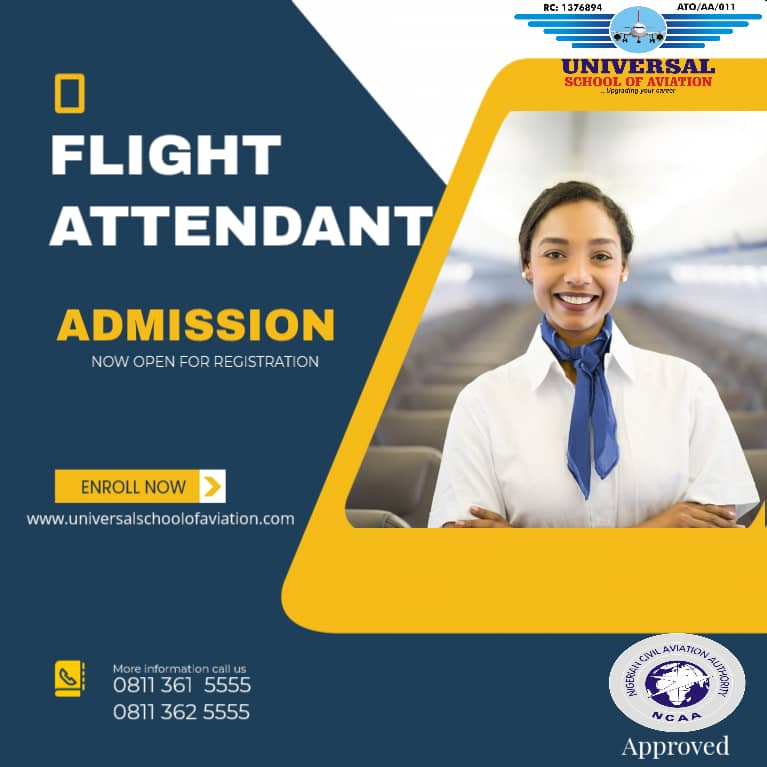 RC: 1376894
ATO/AA/011
UNIVERSAL
SCHOOL OF AVIATION
...Upgrading your career
FLIGHT
ATTENDANT
ADMISSION
NOW OPEN FOR REGISTRATION
ENROLL NOW
www.universalschoolofaviation.com
More information call us
0811 361 5555
0811 362 5555
NIGERIAN CIVIL AVIATION AUTHORITY
NCAA
Approved